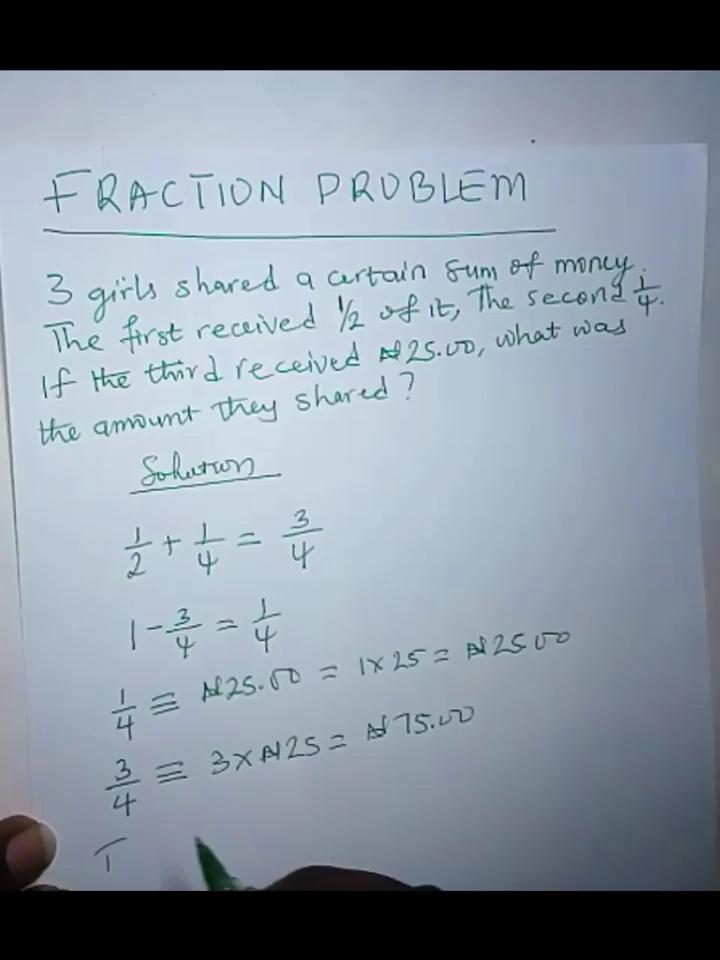 FRACTION PROBLEM
3 girls shared a certain sum of money.
The first received 1/2 of it, The second 1/4.
If the third received ₦25.00, what was
the amount they shared?
Solution
1/2 + 1/4 = 3/4
1 - 3/4 = 1/4
1/4 ≡ ₦25.00 = 1 × 25 = ₦25.00
3/4 ≡ 3 × ₦25 = ₦75.00
T